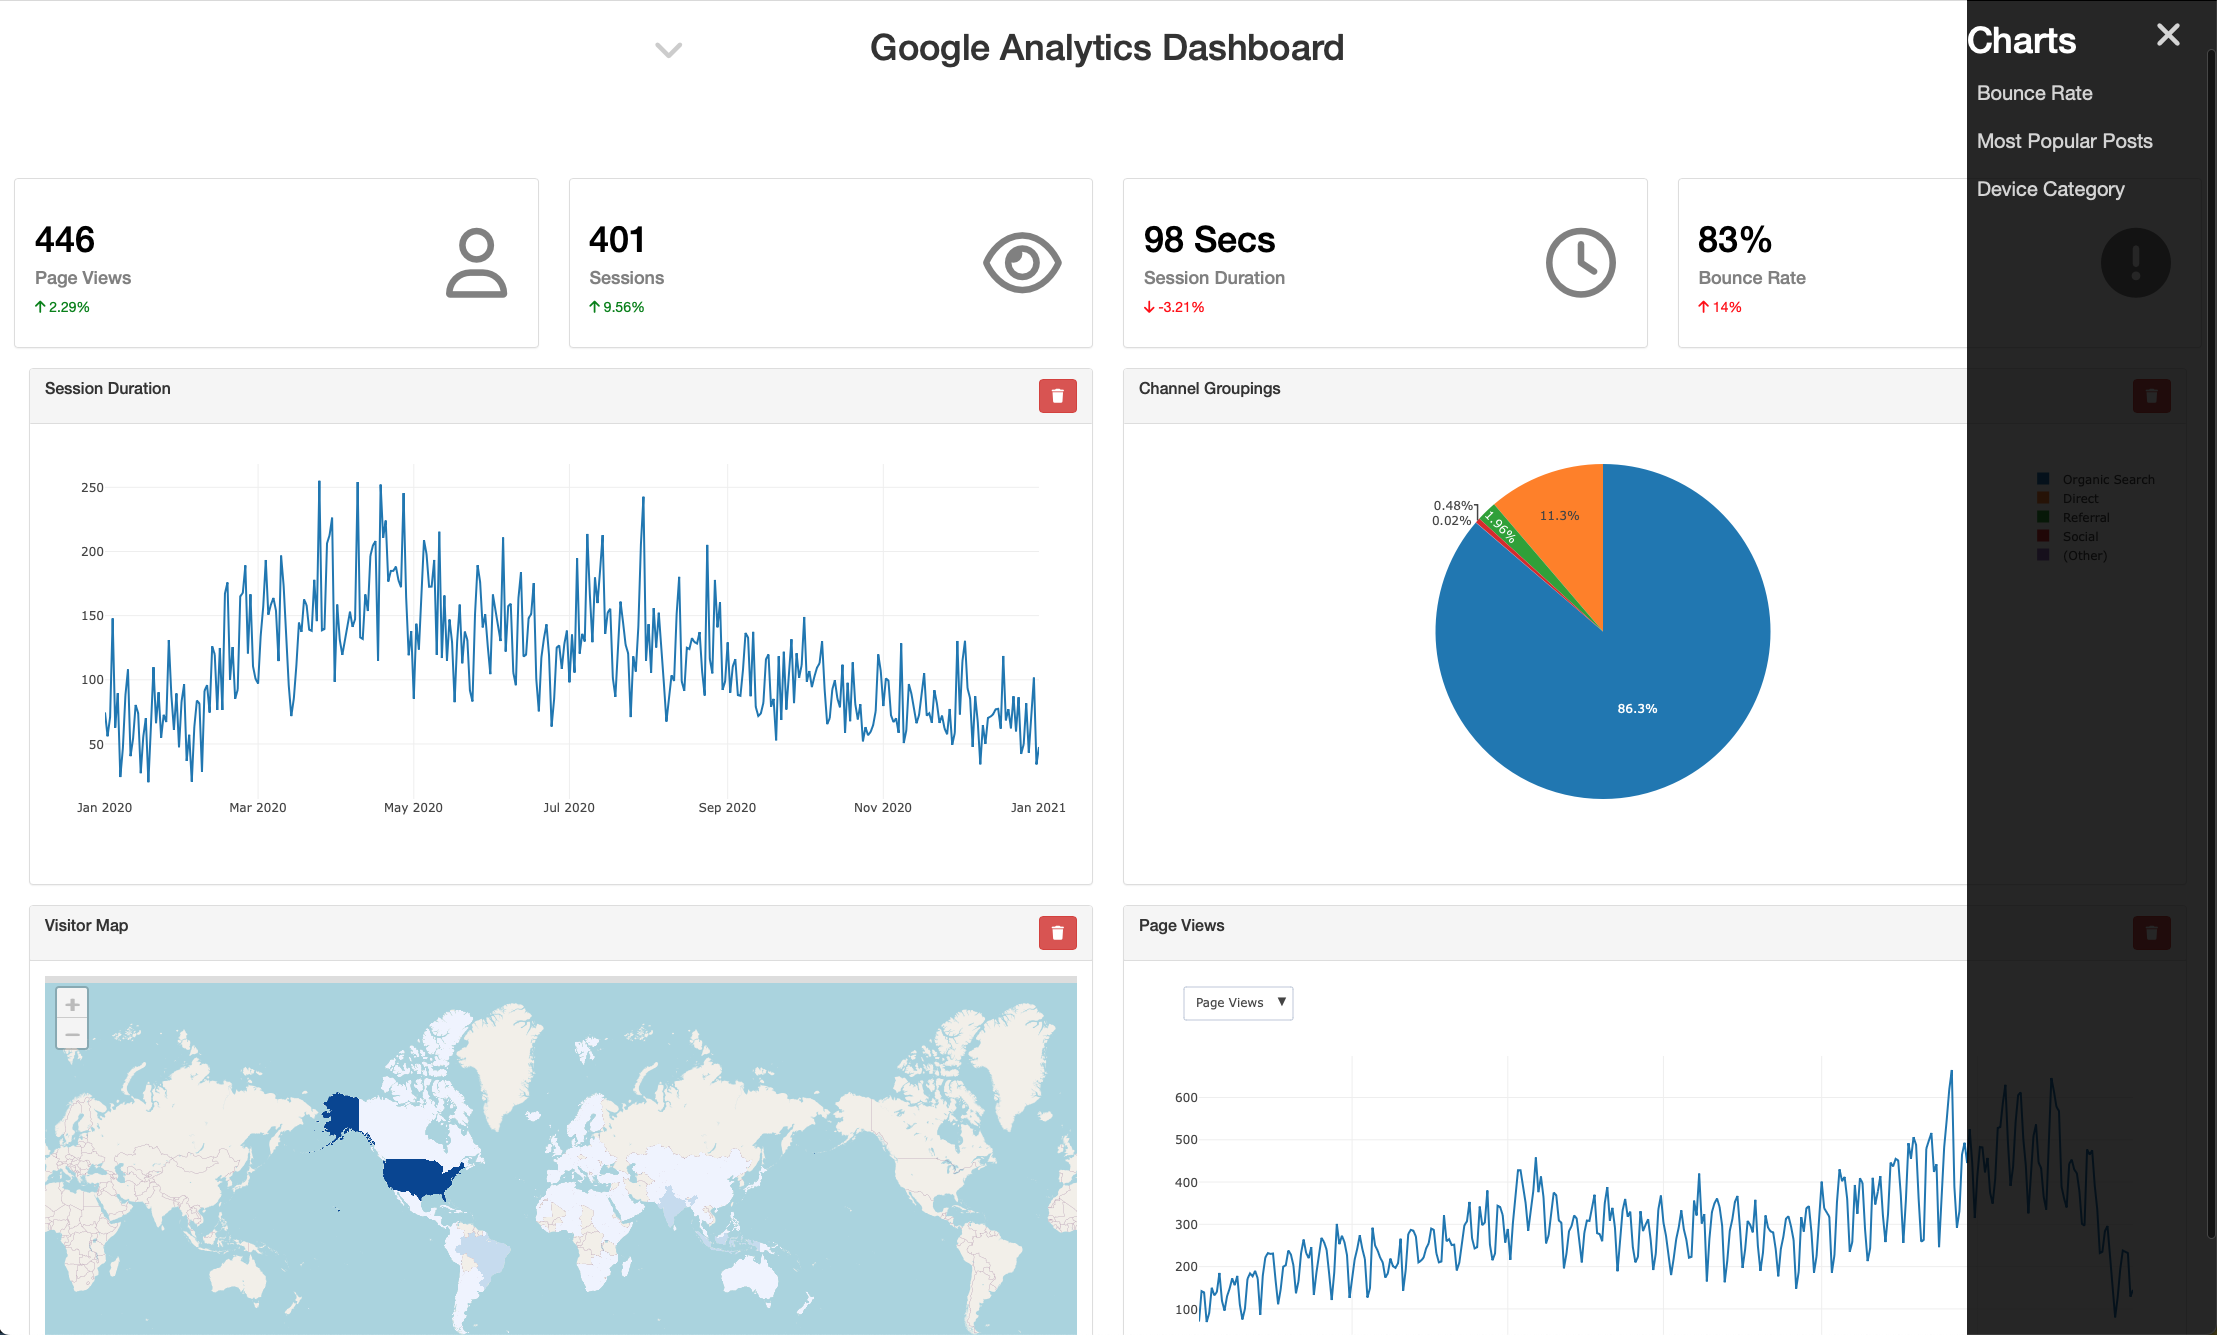 Google Analytics Dashboard
Charts
Bounce Rate
Most Popular Posts
Device Category
446
Page Views
2.29%
401
Sessions
9.56%
98 Secs
Session Duration
-3.21%
83%
Bounce Rate
14%
Session Duration
250
200
150
100
50
Jan 2020
Mar 2020
May 2020
Jul 2020
Sep 2020
Nov 2020
Jan 2021
Channel Groupings
0.48%
0.02%
1.96%
11.3%
86.3%
Organic Search
Direct
Referral
Social
(Other)
Visitor Map
+
−
Page Views
Page Views ▼
600
500
400
300
200
100